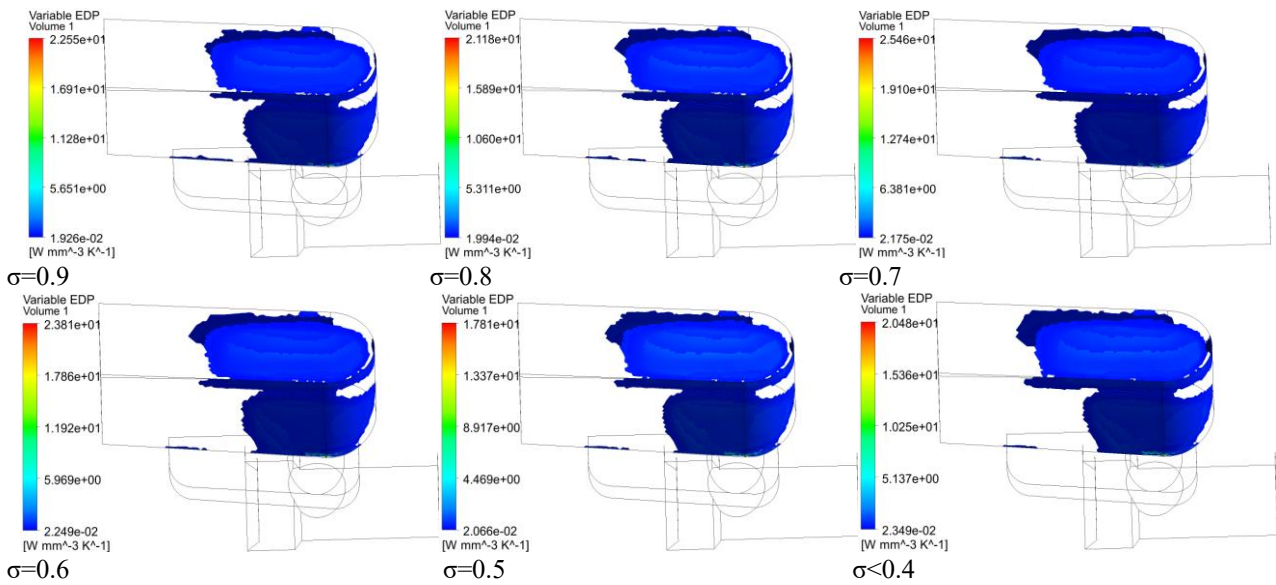 Variable EDP
Volume 1
2.255e+01
1.691e+01
1.128e+01
5.651e+00
1.926e-02
[W mm^-3 K^-1]
σ=0.9
Variable EDP
Volume 1
2.118e+01
1.589e+01
1.060e+01
5.311e+00
1.994e-02
[W mm^-3 K^-1]
σ=0.8
Variable EDP
Volume 1
2.546e+01
1.910e+01
1.274e+01
6.381e+00
2.175e-02
[W mm^-3 K^-1]
σ=0.7
Variable EDP
Volume 1
2.381e+01
1.786e+01
1.192e+01
5.969e+00
2.249e-02
[W mm^-3 K^-1]
σ=0.6
Variable EDP
Volume 1
1.781e+01
1.337e+01
8.917e+00
4.469e+00
2.066e-02
[W mm^-3 K^-1]
σ=0.5
Variable EDP
Volume 1
2.048e+01
1.536e+01
1.025e+01
5.137e+00
2.349e-02
[W mm^-3 K^-1]
σ<0.4